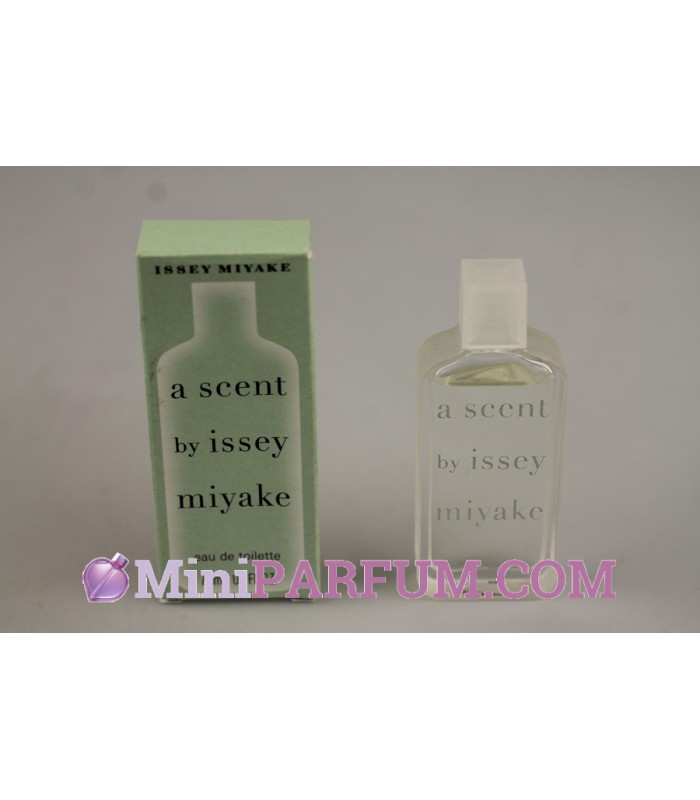 ISSEY MIYAKE
a scent
by issey
miyake
eau de toilette
a scent
by issey
miyake
MiniPARFUM.COM